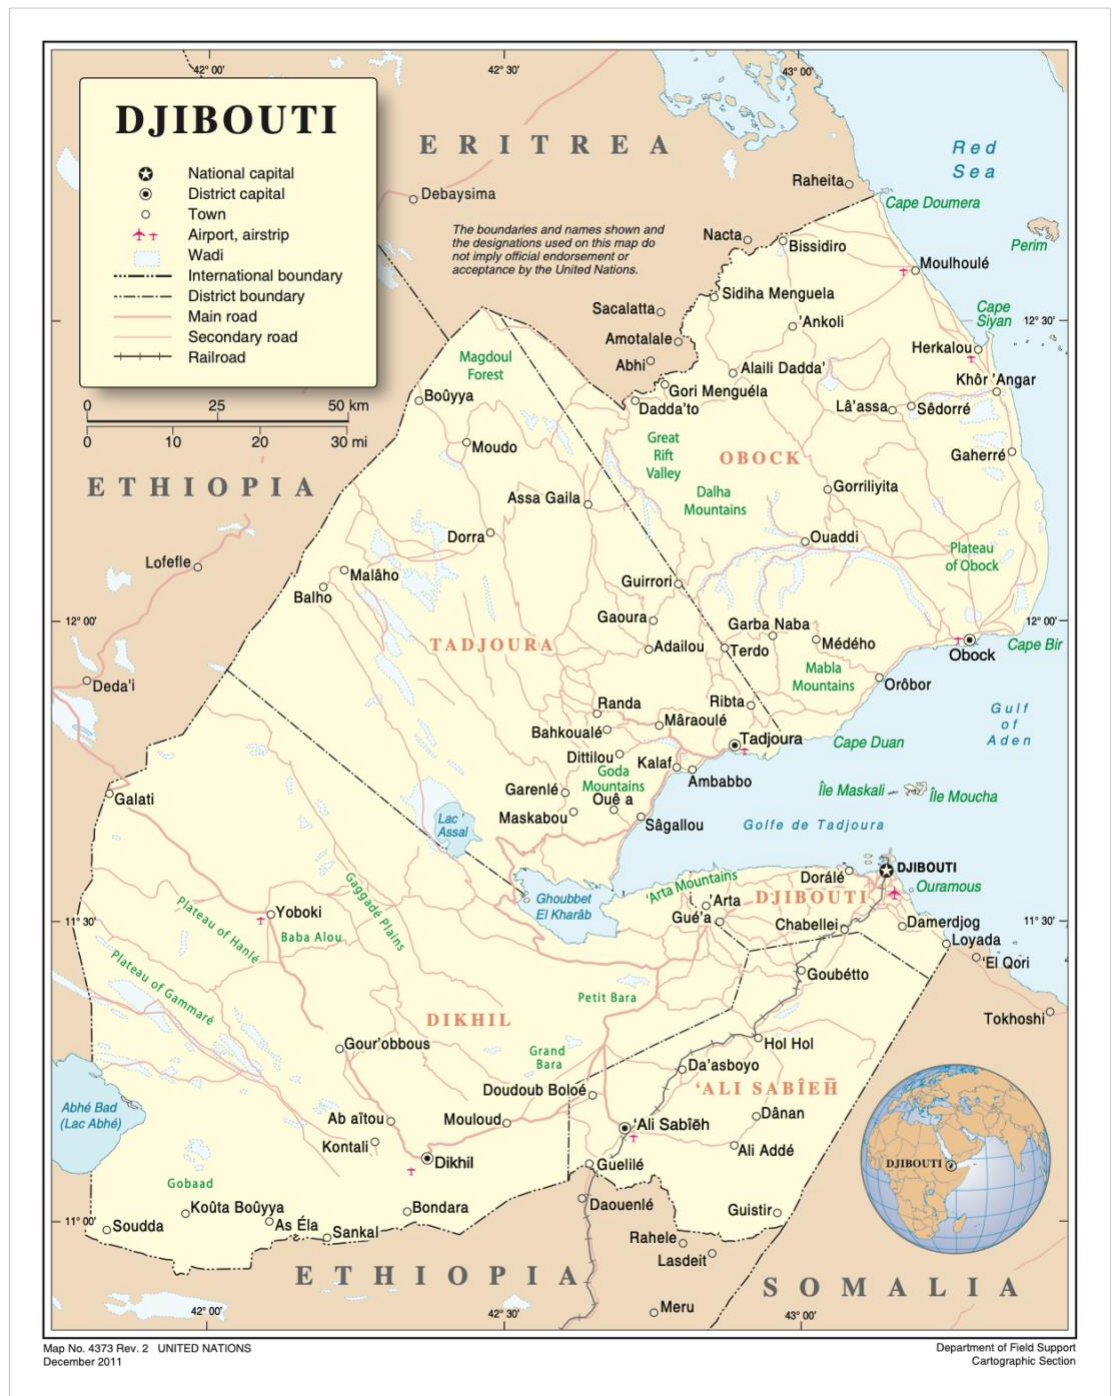 42° 00'
42° 30'
43° 00'
DJIBOUTI
National capital
District capital
Town
Airport, airstrip
Wadi
International boundary
District boundary
Main road
Secondary road
Railroad
0 25 50 km
0 10 20 30 mi
ERITREA
Red
Sea
Debaysima
Raheita
Cape Doumera
The boundaries and names shown and
the designations used on this map do
not imply official endorsement or
acceptance by the United Nations.
Nacta
Bissidiro
Perim
Moulhoulé
Sidiha Menguela
Sacalatta
'Ankoli
Cape
Siyan
12° 30'
Amotalale
Herkalou
Magdoul
Forest
Abhi
Alaili Dadda'
Khôr 'Angar
Gori Menguéla
Boûyya
Dadda'to
Lâ'assa
Sêdorré
Moudo
Great
Rift
Valley
OBOCK
Gaherré
ETHIOPIA
Assa Gaila
Dalha
Mountains
Gorriliyita
Dorra
Ouaddi
Plateau
of Obock
Lofefle
Malâho
Balho
Guirrori
12° 00'
Gaoura
Garba Naba
12° 00'
TADJOURA
Adailou
Terdo
Médého
Obock
Cape Bir
Mabla
Mountains
Deda'i
Orôbor
Randa
Ribta
Gulf
of
Aden
Bahkoualé
Mâraoulé
Tadjoura
Cape Duan
Dittilou
Kalaf
Goda
Mountains
Ambabbo
Galati
Garenlé
Ouê a
Île Maskali
Île Moucha
Maskabou
Sâgallou
Golfe de Tadjoura
Lac '
Assal
DJIBOUTI
Doralé
Ouramous
'Arta Mountains
DJIBOUTI
Ghoubbet
El Kharâb
'Arta
Gaggadé Plains
Plateau of Hanlé
Yoboki
11° 30'
Gué'a
Chabellei
Damerdjog
11° 30'
Baba Alou
Loyada
'El Qori
Plateau of Gammaré
Goubétto
Petit Bara
Tokhoshi
DIKHIL
Gour'obbous
Hol Hol
Grand
Bara
Da'asboyo
Doudoub Boloé
'ALI SABÎEH̄
Abhé Bad
(Lac Abhé)
Ab aïtou
Mouloud
'Ali Sabîēh
Dânan
Kontali
Ali Addé
Dikhil
Guelilé
DJIBOUTI
Gobaad
Koûta Boûyya
Bondara
Daouenlé
Guistir
11° 00'
Soudda
As Éla
Sankal
Rahele
Lasdeit
ETHIOPIA
SOMALIA
Meru
42° 00'
42° 30'
43° 00'
Map No. 4373 Rev. 2 UNITED NATIONS
December 2011
Department of Field Support
Cartographic Section